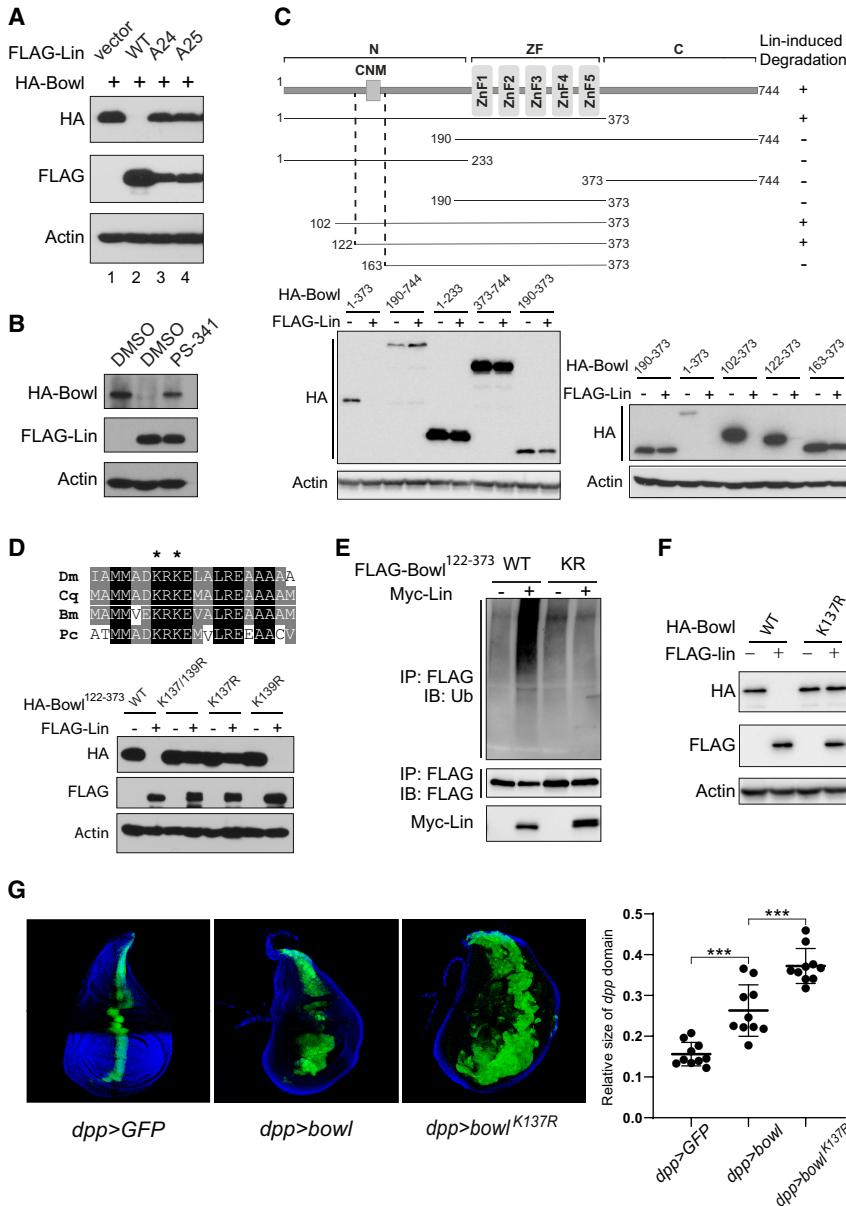 A
FLAG-Lin vector WT A24 A25
HA-Bowl + + + +
HA
FLAG
Actin
1 2 3 4
B
DMSO DMSO PS-341
HA-Bowl
FLAG-Lin
Actin
C
N ZF C Lin-induced
Degradation
CNM
1 ZnF1 ZnF2 ZnF3 ZnF4 ZnF5 744 +
1 373 +
190 744 -
1 233 -
373 744 -
190 373 -
102 373 +
122 373 +
163 373 -
HA-Bowl 1-373 190-744 1-233 373-744 190-373
FLAG-Lin - + - + - + - + - +
HA
Actin
HA-Bowl 190-373 1-373 102-373 122-373 163-373
FLAG-Lin - + - + - + - + - +
HA
Actin
D
* *
Dm IAMMADKRKELALREAAAAA
Cq MAMMADKRKELALREAAAAM
Bm MAMMVEKRKEVALREAAAAM
Pc ATMMADKRKEMVLREEAACV
HA-Bowl122-373 WT K137/139R K137R K139R
FLAG-Lin - + - + - + - +
HA
FLAG
Actin
E
FLAG-Bowl122-373 WT KR
Myc-Lin - + - +
IP: FLAG
IB: Ub
IP: FLAG
IB: FLAG
Myc-Lin
F
HA-Bowl WT K137R
FLAG-lin – + – +
HA
FLAG
Actin
G
dpp>GFP dpp>bowl dpp>bowlK137R
Relative size of dpp domain
0.5
0.4
0.3
0.2
0.1
0.0
*** ***
dpp>GFP dpp>bowl dpp>bowlK137R